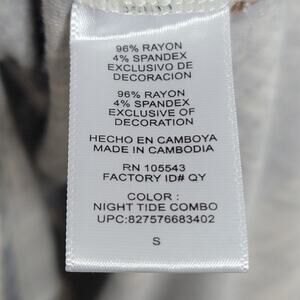 96% RAYON
4% SPANDEX
EXCLUSIVO DE
DECORACION
96% RAYON
4% SPANDEX
EXCLUSIVE OF
DECORATION
HECHO EN CAMBOYA
MADE IN CAMBODIA
RN 105543
FACTORY ID# QY
COLOR :
NIGHT TIDE COMBO
UPC:827576683402
S